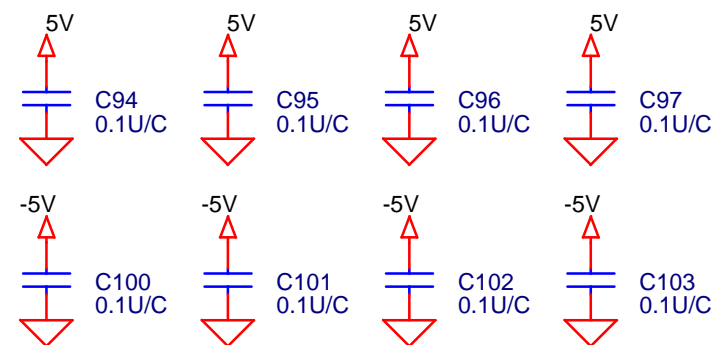 5V 5V 5V 5V
C94 C95 C96 C97
0.1U/C 0.1U/C 0.1U/C 0.1U/C
-5V -5V -5V -5V
C100 C101 C102 C103
0.1U/C 0.1U/C 0.1U/C 0.1U/C